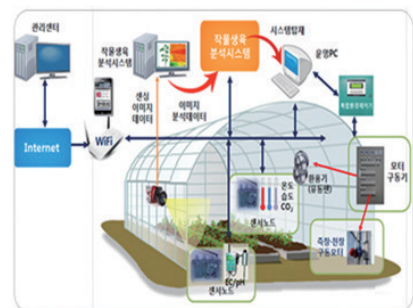 관리센터
작물생육
분석시스템
작물생육
분석시스템
시스템탑재
운영PC
센싱
이미지
데이터
이미지
분석데이터
Internet
WiFi
모터
구동기
환풍기
(유동팬)
온도
습도
CO₂
센서노드
측창·천창
구동모터
EC/pH
센서노드